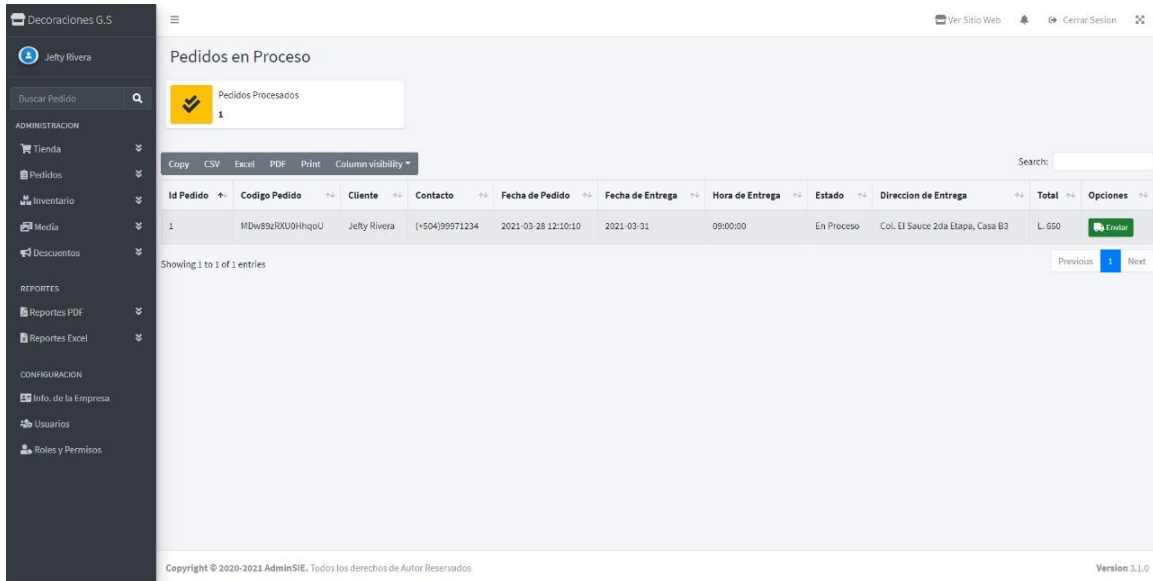 Decoraciones G.S
Ver Sitio Web Cerrar Sesion
Jefty Rivera
Pedidos en Proceso
Buscar Pedido
Pedidos Procesados
1
ADMINISTRACION
Tienda
Pedidos
Inventario
Media
Descuentos
REPORTES
Reportes PDF
Reportes Excel
CONFIGURACION
Info. de la Empresa
Usuarios
Roles y Permisos
Copy CSV Excel PDF Print Column visibility
Search:
Id Pedido Codigo Pedido Cliente Contacto Fecha de Pedido Fecha de Entrega Hora de Entrega Estado Direccion de Entrega Total Opciones
1 MDw89zRXU0HhqoU Jefty Rivera (+504)99971234 2021-03-28 12:10:10 2021-03-31 09:00:00 En Proceso Col. El Sauce 2da Etapa, Casa B3 L. 650 Enviar
Showing 1 to 1 of 1 entries
Previous 1 Next
Copyright © 2020-2021 AdminSIE. Todos los derechos de Autor Reservados
Version 3.1.0